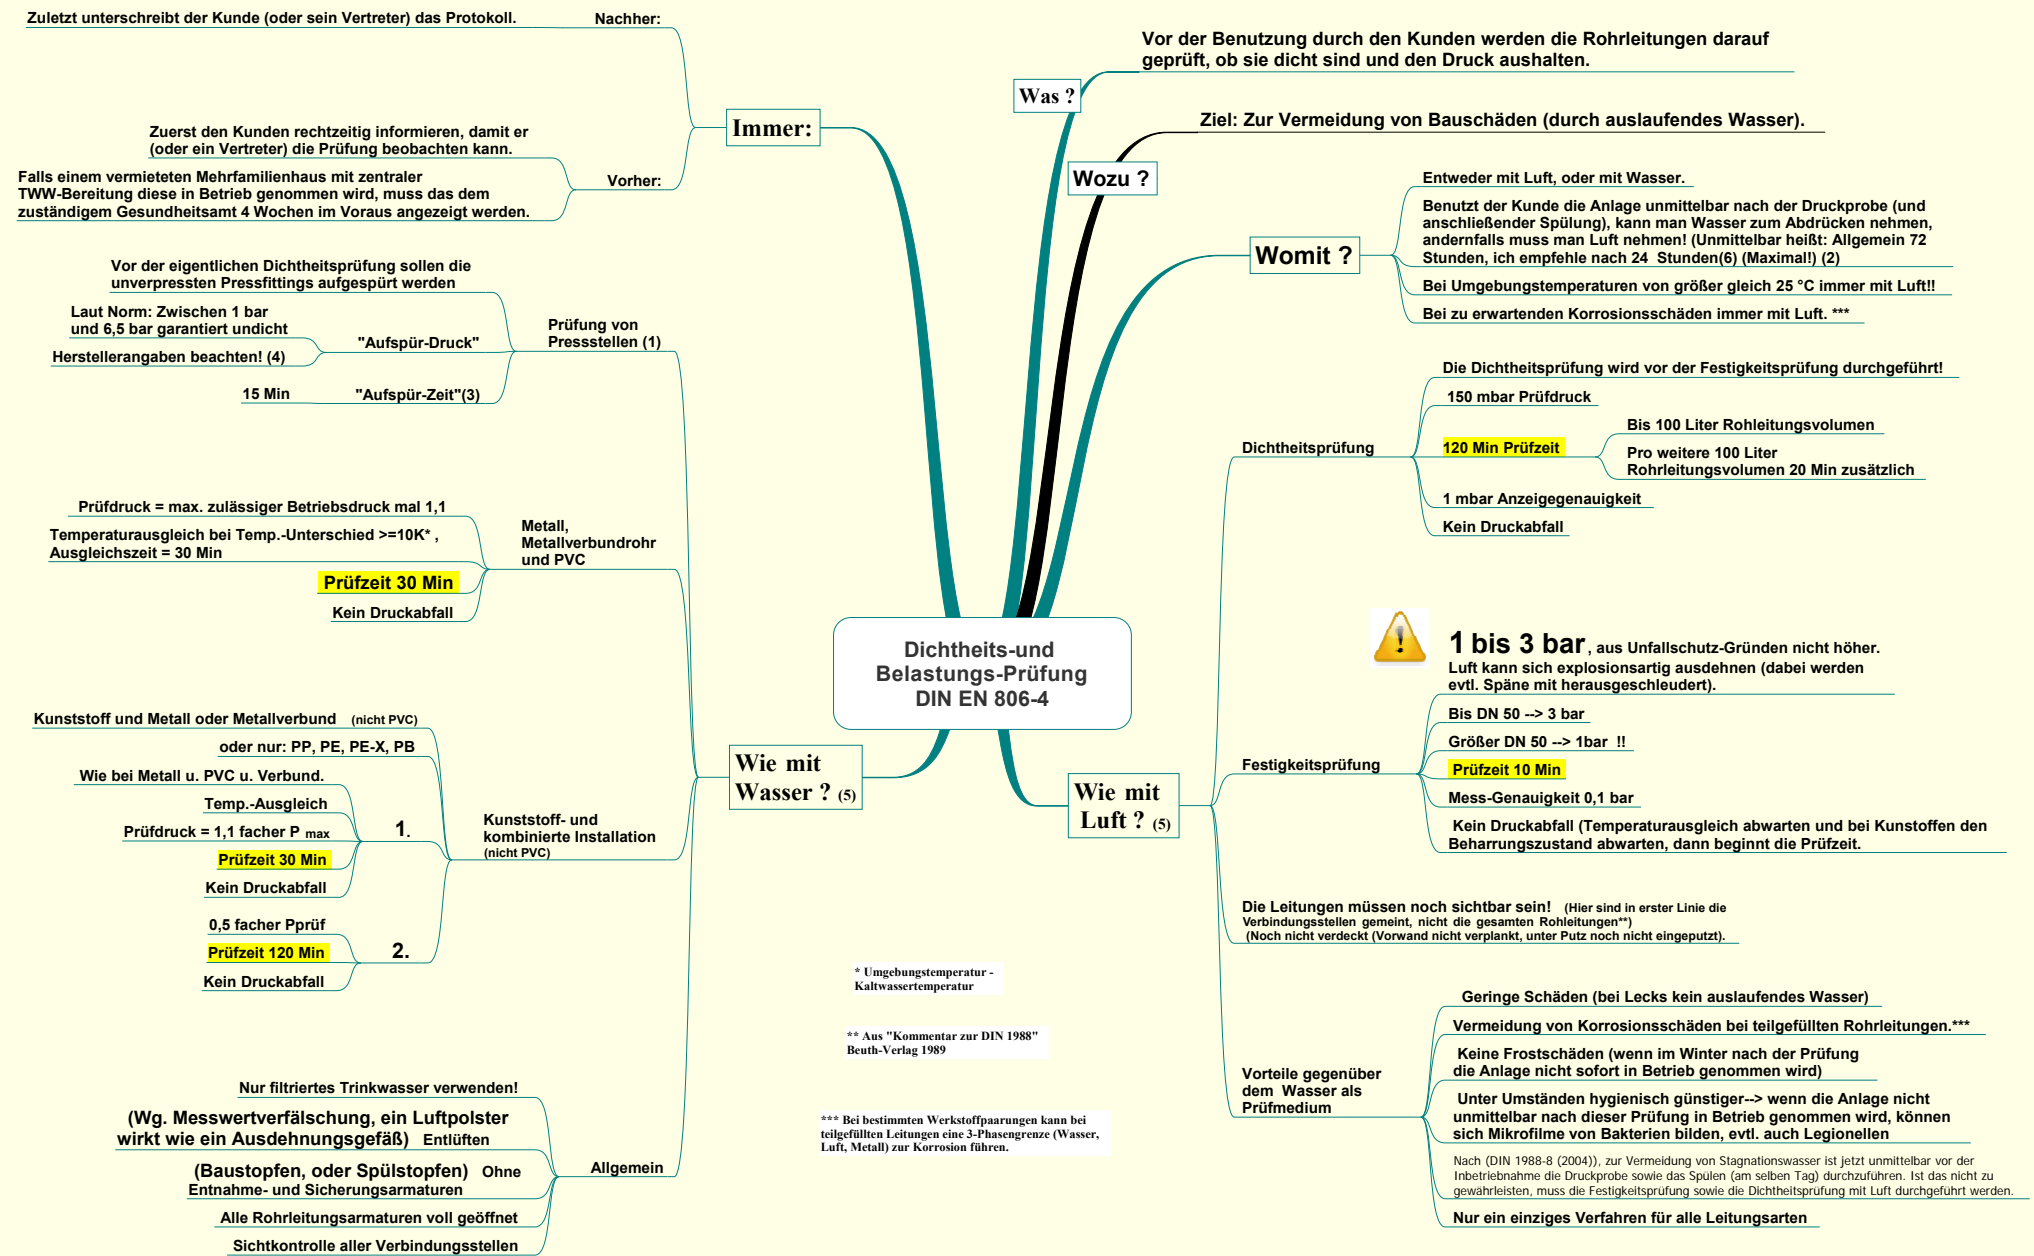 Dichtheits-und
Belastungs-Prüfung
DIN EN 806-4
Was ?
Vor der Benutzung durch den Kunden werden die Rohrleitungen darauf
geprüft, ob sie dicht sind und den Druck aushalten.
Wozu ?
Ziel: Zur Vermeidung von Bauschäden (durch auslaufendes Wasser).
Womit ?
Entweder mit Luft, oder mit Wasser.
Benutzt der Kunde die Anlage unmittelbar nach der Druckprobe (und
anschließender Spülung), kann man Wasser zum Abdrücken nehmen,
andernfalls muss man Luft nehmen! (Unmittelbar heißt: Allgemein 72
Stunden, ich empfehle nach 24 Stunden(6) (Maximal!) (2)
Bei Umgebungstemperaturen von größer gleich 25 °C immer mit Luft!!
Bei zu erwartenden Korrosionsschäden immer mit Luft. ***
Wie mit
Luft ? (5)
Dichtheitsprüfung
Die Dichtheitsprüfung wird vor der Festigkeitsprüfung durchgeführt!
150 mbar Prüfdruck
120 Min Prüfzeit
Bis 100 Liter Rohleitungsvolumen
Pro weitere 100 Liter
Rohrleitungsvolumen 20 Min zusätzlich
1 mbar Anzeigegenauigkeit
Kein Druckabfall
Festigkeitsprüfung
1 bis 3 bar, aus Unfallschutz-Gründen nicht höher.
Luft kann sich explosionsartig ausdehnen (dabei werden
evtl. Späne mit herausgeschleudert).
Bis DN 50 --> 3 bar
Größer DN 50 --> 1bar !!
Prüfzeit 10 Min
Mess-Genauigkeit 0,1 bar
Kein Druckabfall (Temperaturausgleich abwarten und bei Kunstoffen den
Beharrungszustand abwarten, dann beginnt die Prüfzeit.
Die Leitungen müssen noch sichtbar sein! (Hier sind in erster Linie die
Verbindungsstellen gemeint, nicht die gesamten Rohleitungen**)
(Noch nicht verdeckt (Vorwand nicht verplankt, unter Putz noch nicht eingeputzt).
Vorteile gegenüber
dem Wasser als
Prüfmedium
Geringe Schäden (bei Lecks kein auslaufendes Wasser)
Vermeidung von Korrosionsschäden bei teilgefüllten Rohrleitungen.***
Keine Frostschäden (wenn im Winter nach der Prüfung
die Anlage nicht sofort in Betrieb genommen wird)
Unter Umständen hygienisch günstiger--> wenn die Anlage nicht
unmittelbar nach dieser Prüfung in Betrieb genommen wird, können
sich Mikrofilme von Bakterien bilden, evtl. auch Legionellen
Nach (DIN 1988-8 (2004)), zur Vermeidung von Stagnationswasser ist jetzt unmittelbar vor der
Inbetriebnahme die Druckprobe sowie das Spülen (am selben Tag) durchzuführen. Ist das nicht zu
gewährleisten, muss die Festigkeitsprüfung sowie die Dichtheitsprüfung mit Luft durchgeführt werden.
Nur ein einziges Verfahren für alle Leitungsarten
Immer:
Nachher:
Zuletzt unterschreibt der Kunde (oder sein Vertreter) das Protokoll.
Vorher:
Zuerst den Kunden rechtzeitig informieren, damit er
(oder ein Vertreter) die Prüfung beobachten kann.
Falls einem vermieteten Mehrfamilienhaus mit zentraler
TWW-Bereitung diese in Betrieb genommen wird, muss das dem
zuständigem Gesundheitsamt 4 Wochen im Voraus angezeigt werden.
Wie mit
Wasser ? (5)
Prüfung von
Pressstellen (1)
Vor der eigentlichen Dichtheitsprüfung sollen die
unverpressten Pressfittings aufgespürt werden
"Aufspür-Druck"
Laut Norm: Zwischen 1 bar
und 6,5 bar garantiert undicht
Herstellerangaben beachten! (4)
"Aufspür-Zeit"(3)
15 Min
Metall,
Metallverbundrohr
und PVC
Prüfdruck = max. zulässiger Betriebsdruck mal 1,1
Temperaturausgleich bei Temp.-Unterschied >=10K* ,
Ausgleichszeit = 30 Min
Prüfzeit 30 Min
Kein Druckabfall
Kunststoff- und
kombinierte Installation
(nicht PVC)
Kunststoff und Metall oder Metallverbund (nicht PVC)
oder nur: PP, PE, PE-X, PB
1.
Wie bei Metall u. PVC u. Verbund.
Temp.-Ausgleich
Prüfdruck = 1,1 facher P max
Prüfzeit 30 Min
Kein Druckabfall
2.
0,5 facher Pprüf
Prüfzeit 120 Min
Kein Druckabfall
Allgemein
Nur filtriertes Trinkwasser verwenden!
(Wg. Messwertverfälschung, ein Luftpolster
wirkt wie ein Ausdehnungsgefäß) Entlüften
(Baustopfen, oder Spülstopfen) Ohne
Entnahme- und Sicherungsarmaturen
Alle Rohrleitungsarmaturen voll geöffnet
Sichtkontrolle aller Verbindungsstellen
* Umgebungstemperatur -
Kaltwassertemperatur
** Aus "Kommentar zur DIN 1988"
Beuth-Verlag 1989
*** Bei bestimmten Werkstoffpaarungen kann bei
teilgefüllten Leitungen eine 3-Phasengrenze (Wasser,
Luft, Metall) zur Korrosion führen.